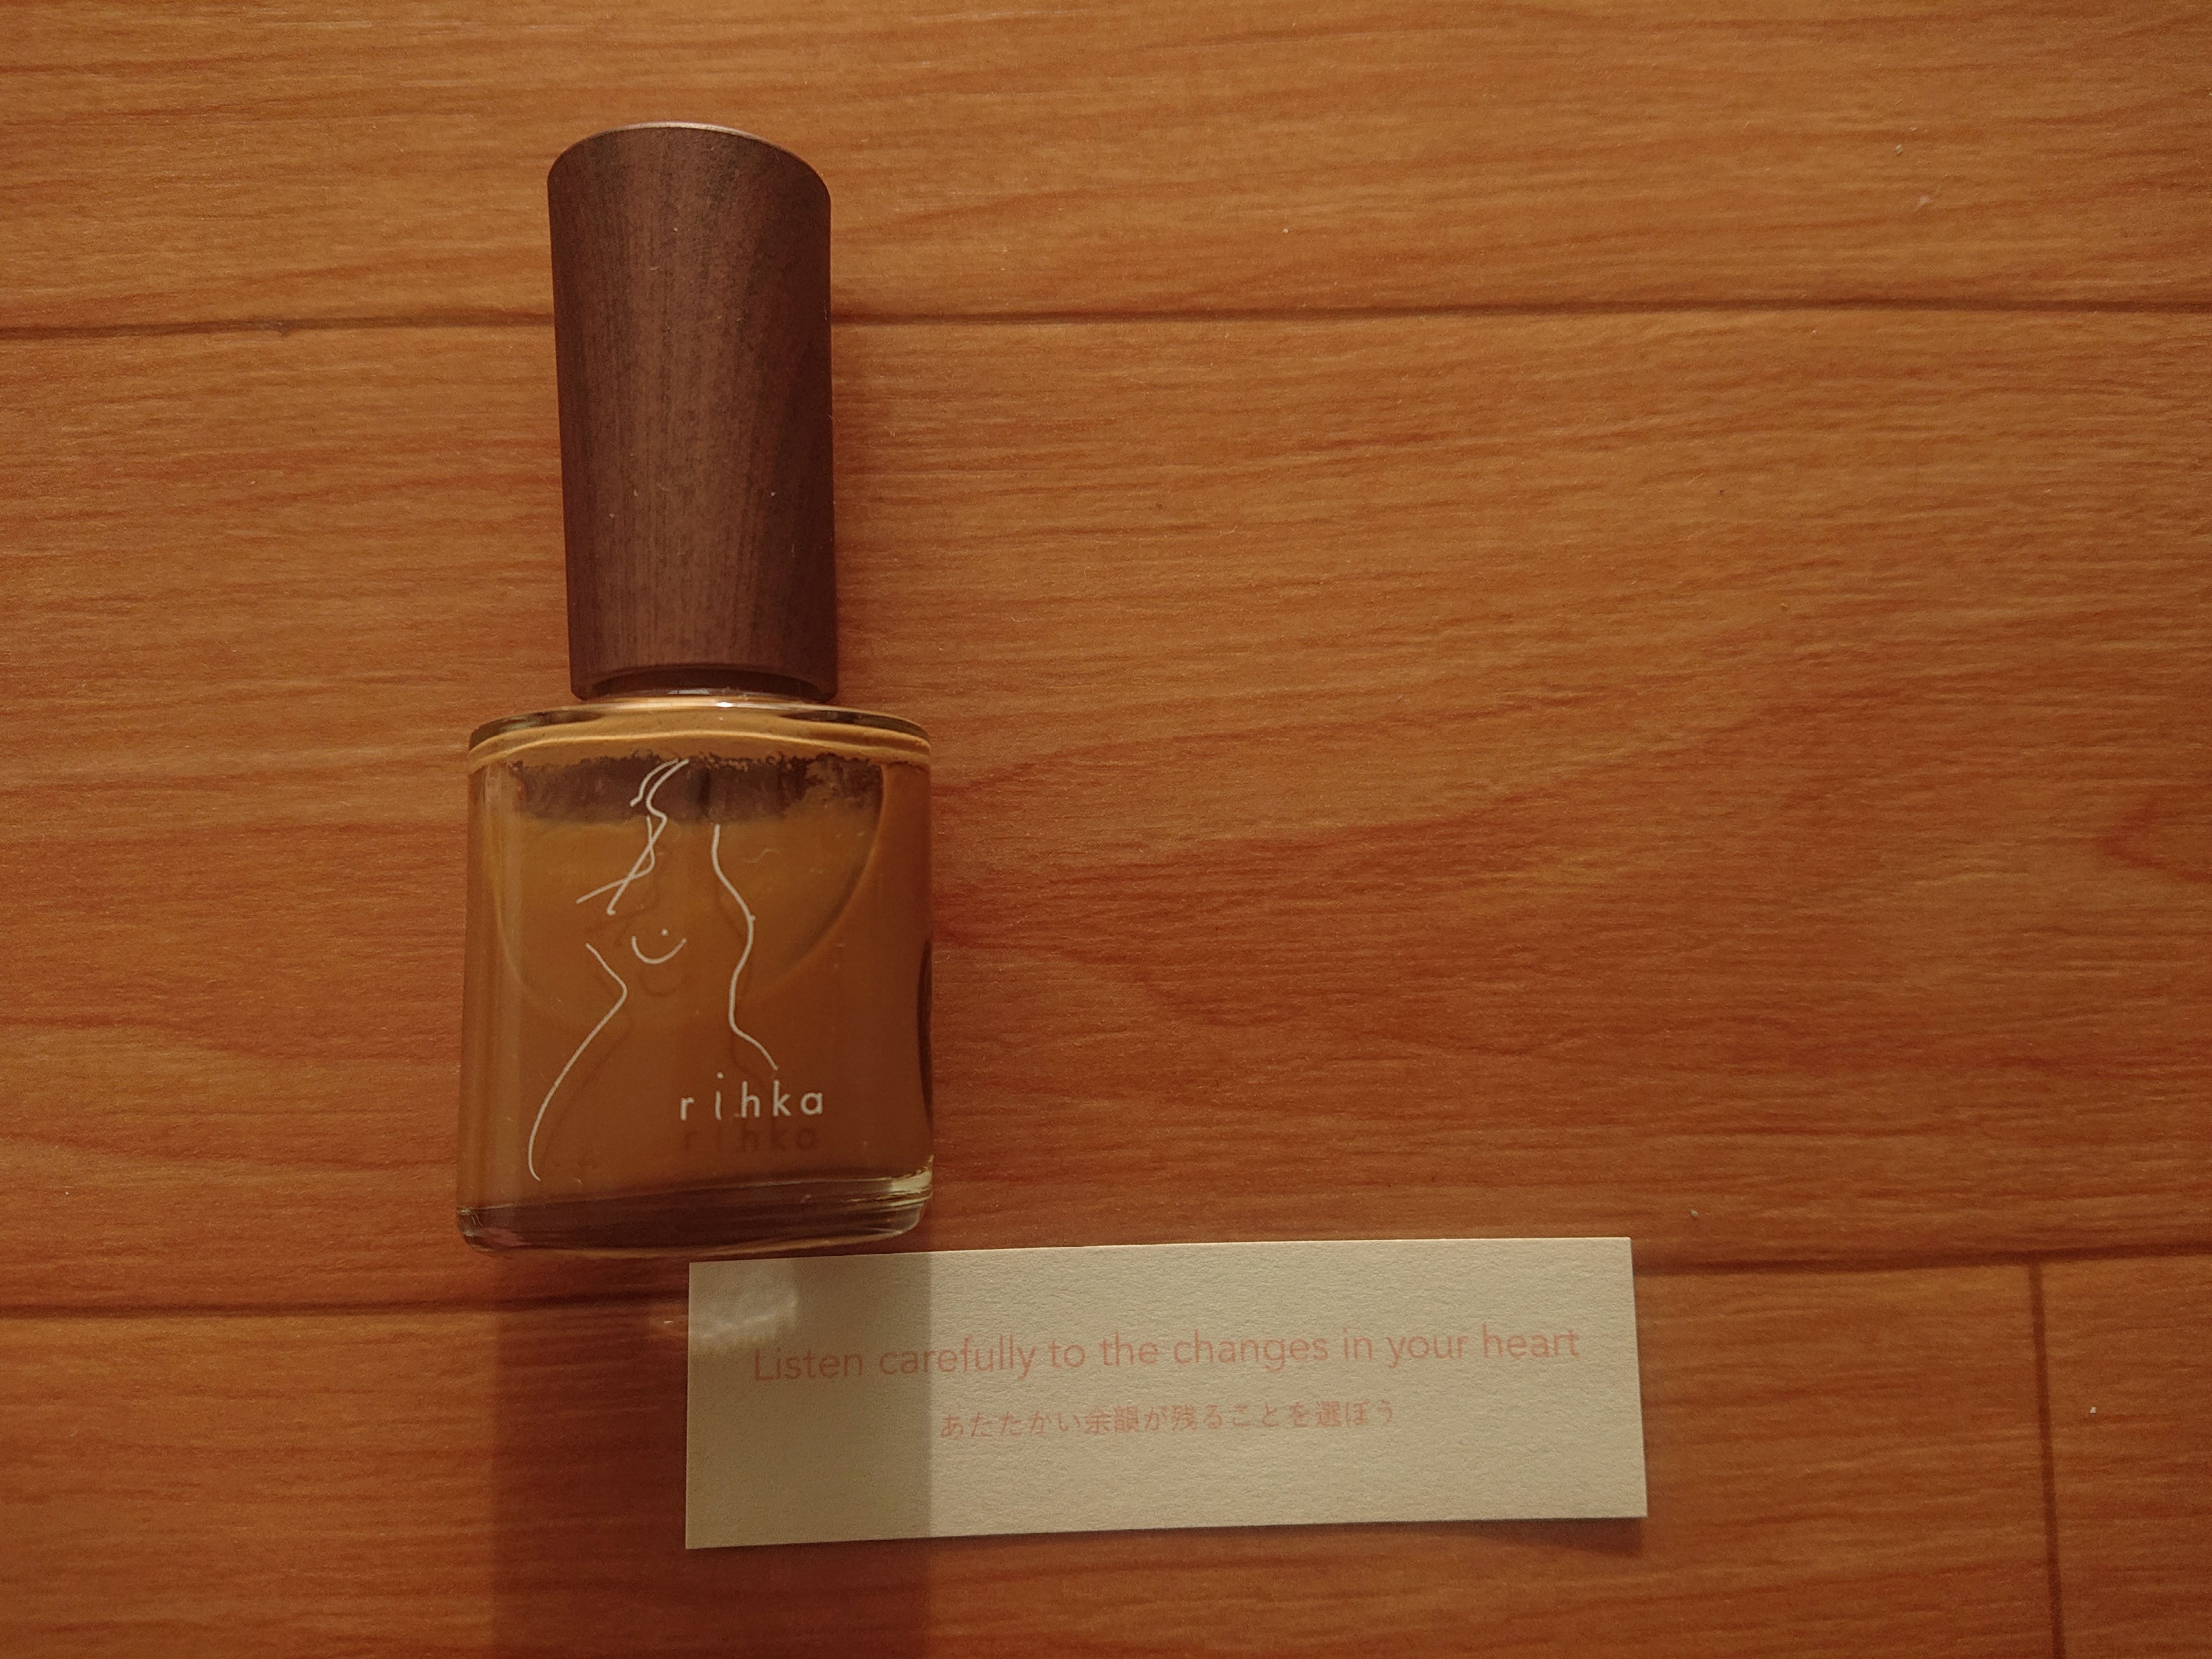 rihka
Listen carefully to the changes in your heart
あたたかい余韻が残ることを選ぼう